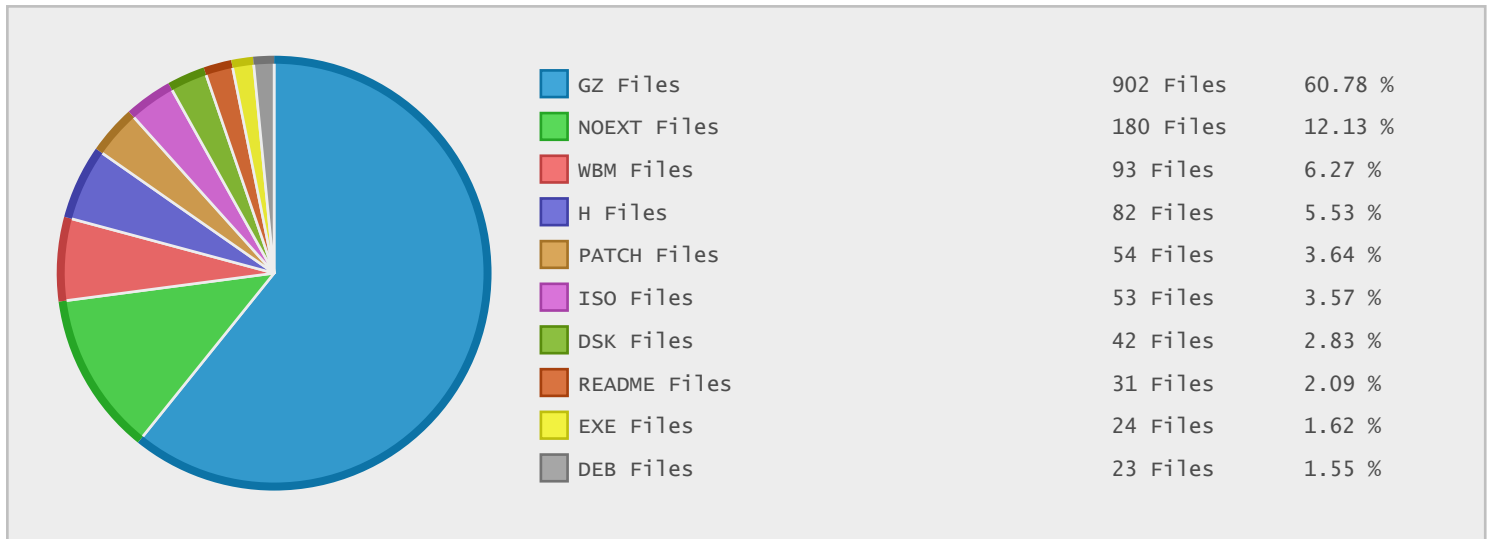 GZ Files 902 Files 60.78 %
NOEXT Files 180 Files 12.13 %
WBM Files 93 Files 6.27 %
H Files 82 Files 5.53 %
PATCH Files 54 Files 3.64 %
ISO Files 53 Files 3.57 %
DSK Files 42 Files 2.83 %
README Files 31 Files 2.09 %
EXE Files 24 Files 1.62 %
DEB Files 23 Files 1.55 %